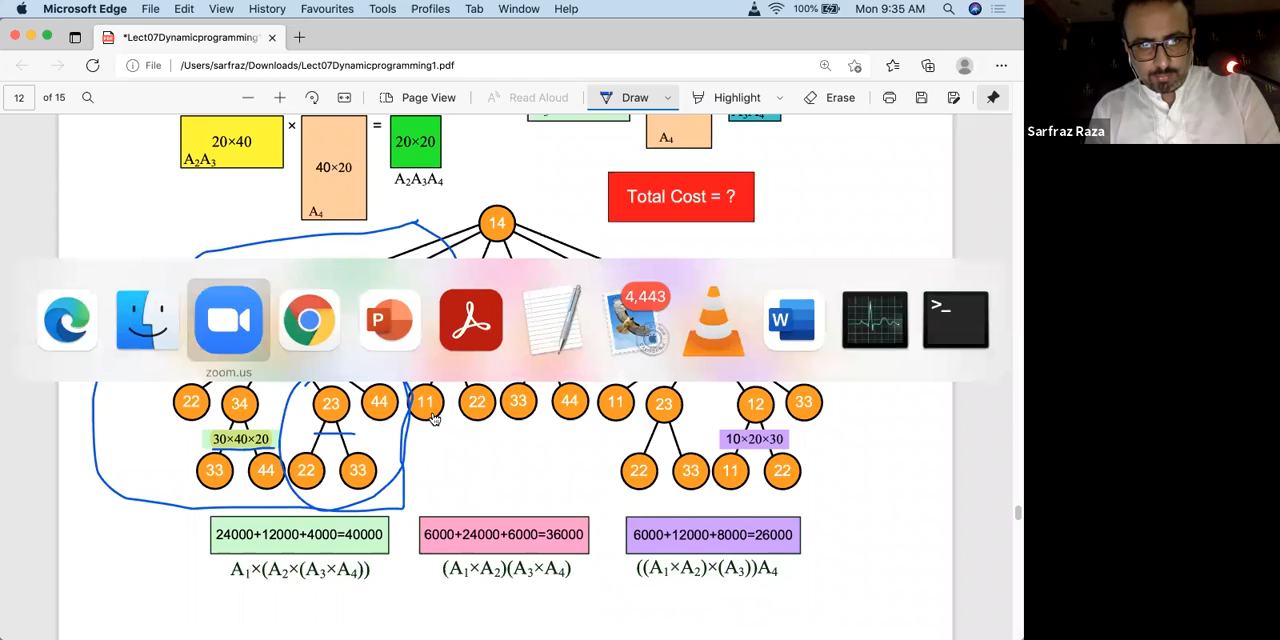 Microsoft Edge File Edit View History Favourites Tools Profiles Tab Window Help 100% Mon 9:35 AM
*Lect07Dynamicprogramming
File /Users/sarfraz/Downloads/Lect07Dynamicprogramming1.pdf
12 of 15 Page View Read Aloud Draw Highlight Erase
Sarfraz Raza
20×40 × = 20×20
A₂A₃
40×20
A₄
A₂A₃A₄
A₄
Total Cost = ?
14
4,443
P
W
>_
zoom.us
22 34 23 44 11 22 33 44 11 23 12 33
30×40×20 10×20×30
33 44 22 33 22 33 11 22
24000+12000+4000=40000 6000+24000+6000=36000 6000+12000+8000=26000
A₁×(A₂×(A₃×A₄)) (A₁×A₂)(A₃×A₄) ((A₁×A₂)×(A₃))A₄